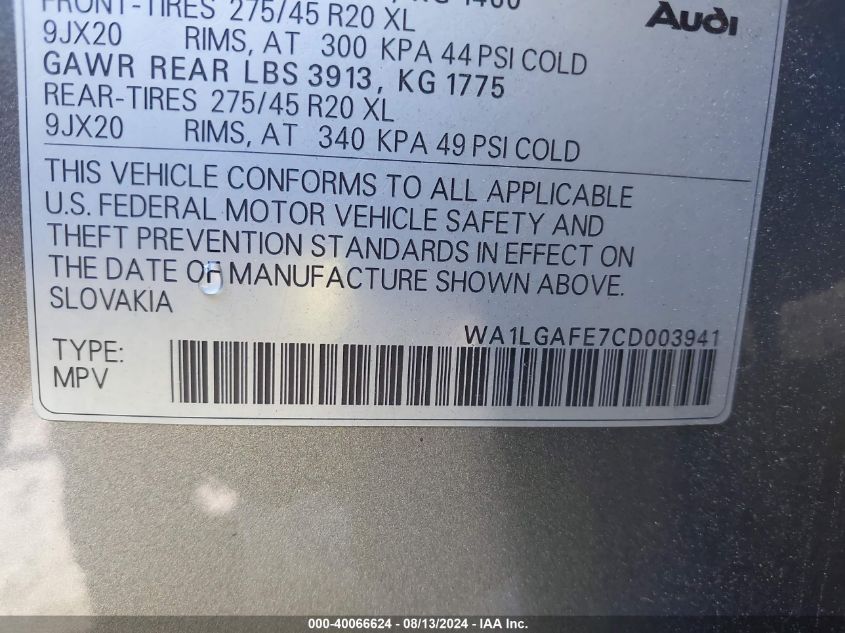 FRONT-TIRES 275/45 R20 XL
9JX20 RIMS, AT 300 KPA 44 PSI COLD
Audi
GAWR REAR LBS 3913, KG 1775
REAR-TIRES 275/45 R20 XL
9JX20 RIMS, AT 340 KPA 49 PSI COLD
THIS VEHICLE CONFORMS TO ALL APPLICABLE
U.S. FEDERAL MOTOR VEHICLE SAFETY AND
THEFT PREVENTION STANDARDS IN EFFECT ON
THE DATE OF MANUFACTURE SHOWN ABOVE.
SLOVAKIA
WA1LGAFE7CD003941
TYPE:
MPV
000-40066624 - 08/13/2024 - IAA Inc.